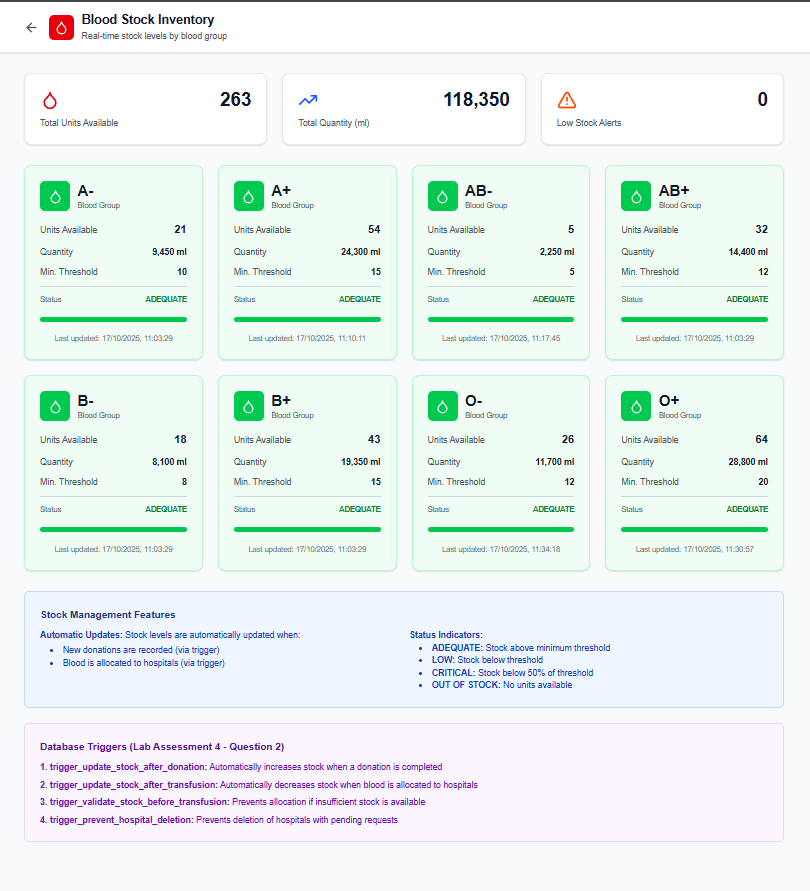 Blood Stock Inventory
Real-time stock levels by blood group
263
Total Units Available
118,350
Total Quantity (ml)
0
Low Stock Alerts
A-
Blood Group
Units Available 21
Quantity 9,450 ml
Min. Threshold 10
Status ADEQUATE
Last updated: 17/10/2025, 11:03:29
A+
Blood Group
Units Available 54
Quantity 24,300 ml
Min. Threshold 15
Status ADEQUATE
Last updated: 17/10/2025, 11:10:11
AB-
Blood Group
Units Available 5
Quantity 2,250 ml
Min. Threshold 5
Status ADEQUATE
Last updated: 17/10/2025, 11:17:45
AB+
Blood Group
Units Available 32
Quantity 14,400 ml
Min. Threshold 12
Status ADEQUATE
Last updated: 17/10/2025, 11:03:29
B-
Blood Group
Units Available 18
Quantity 8,100 ml
Min. Threshold 8
Status ADEQUATE
Last updated: 17/10/2025, 11:03:29
B+
Blood Group
Units Available 43
Quantity 19,350 ml
Min. Threshold 15
Status ADEQUATE
Last updated: 17/10/2025, 11:03:29
O-
Blood Group
Units Available 26
Quantity 11,700 ml
Min. Threshold 12
Status ADEQUATE
Last updated: 17/10/2025, 11:34:18
O+
Blood Group
Units Available 64
Quantity 28,800 ml
Min. Threshold 20
Status ADEQUATE
Last updated: 17/10/2025, 11:30:57
Stock Management Features
Automatic Updates: Stock levels are automatically updated when:
• New donations are recorded (via trigger)
• Blood is allocated to hospitals (via trigger)
Status Indicators:
• ADEQUATE: Stock above minimum threshold
• LOW: Stock below threshold
• CRITICAL: Stock below 50% of threshold
• OUT OF STOCK: No units available
Database Triggers (Lab Assessment 4 - Question 2)
1. trigger_update_stock_after_donation: Automatically increases stock when a donation is completed
2. trigger_update_stock_after_transfusion: Automatically decreases stock when blood is allocated to hospitals
3. trigger_validate_stock_before_transfusion: Prevents allocation if insufficient stock is available
4. trigger_prevent_hospital_deletion: Prevents deletion of hospitals with pending requests